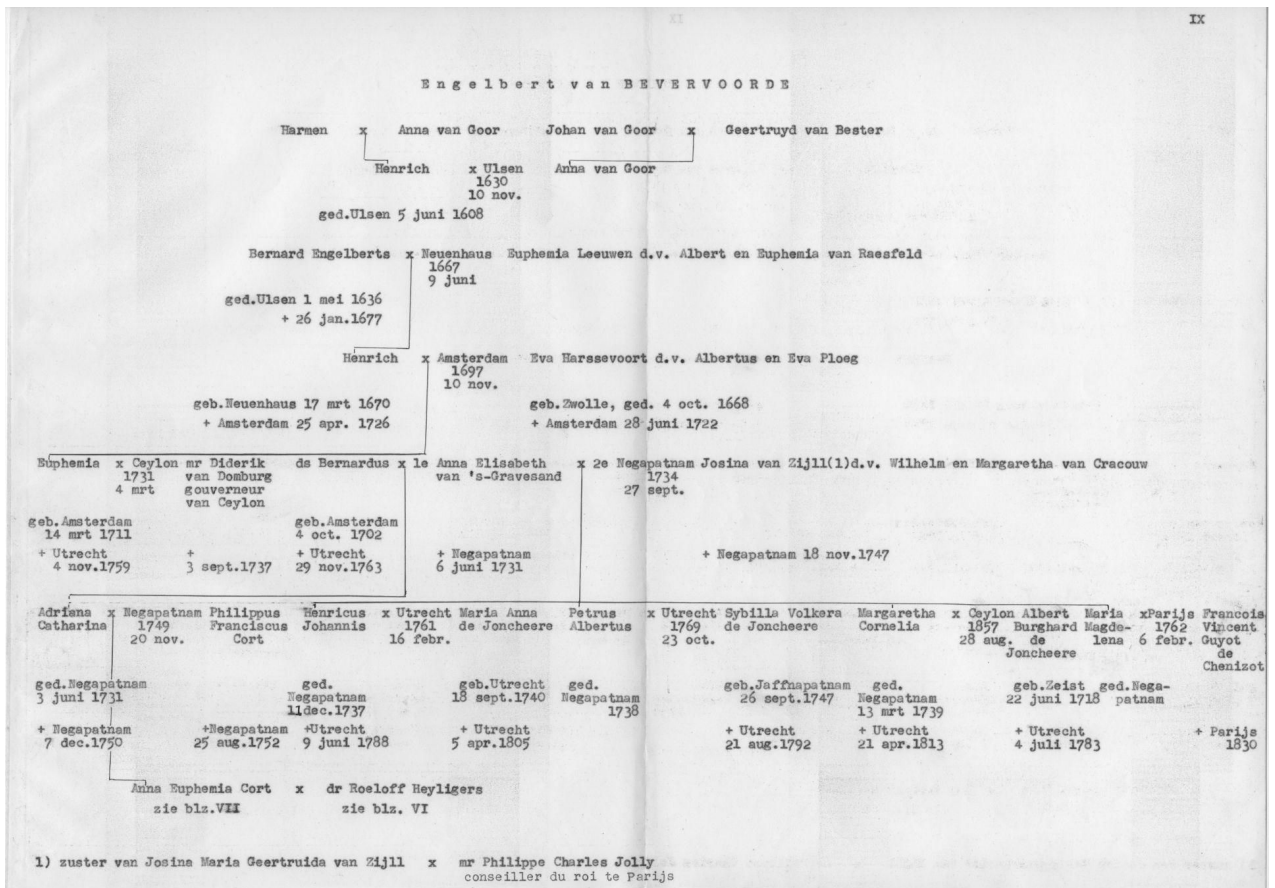 IX
Engelbert van BEVERVOORDE
Harmen x Anna van Goor Johan van Goor x Geertruyd van Bester
Henrich x Ulsen Anna van Goor
1630
10 nov.
ged.Ulsen 5 juni 1608
Bernard Engelberts x Neuenhaus Euphemia Leeuwen d.v. Albert en Euphemia van Raesfeld
1667
9 juni
ged.Ulsen 1 mei 1636
+ 26 jan.1677
Henrich x Amsterdam Eva Harssevoort d.v. Albertus en Eva Ploeg
1697
10 nov.
geb.Neuenhaus 17 mrt 1670 geb.Zwolle, ged. 4 oct. 1668
+ Amsterdam 25 apr. 1726 + Amsterdam 28 juni 1722
Euphemia x Ceylon mr Diderik ds Bernardus x 1e Anna Elisabeth x 2e Negapatnam Josina van Zijll(1)d.v. Wilhelm en Margaretha van Cracouw
1731 van Domburg van 's-Gravesand 1734
4 mrt gouverneur 27 sept.
van Ceylon
geb.Amsterdam geb.Amsterdam
14 mrt 1711 4 oct. 1702
+ Utrecht + + Utrecht + Negapatnam + Negapatnam 18 nov.1747
4 nov.1759 3 sept.1737 29 nov.1763 6 juni 1731
Adriana x Negapatnam Philippus Henricus x Utrecht Maria Anna Petrus x Utrecht Sybilla Volkera Margaretha x Ceylon Albert Maria xParijs Francois
Catharina 1749 Franciscus Johannis 1761 de Joncheere Albertus 1769 de Joncheere Cornelia 1857 Burghard Magde- 1762 Vincent
20 nov. Cort 16 febr. 23 oct. 28 aug. de lena 6 febr. Guyot
Joncheere de
Chenizot
ged.Negapatnam ged. geb.Utrecht ged. geb.Jaffnapatnam ged. geb.Zeist ged.Nega-
3 juni 1731 Negapatnam 18 sept.1740 Negapatnam 26 sept.1747 Negapatnam 22 juni 1718 patnam
11dec.1737 1738 13 mrt 1739
+ Negapatnam +Negapatnam +Utrecht + Utrecht + Utrecht + Utrecht + Utrecht + Parijs
7 dec.1750 25 aug.1752 9 juni 1788 5 apr.1805 21 aug.1792 21 apr.1813 4 juli 1783 1830
Anna Euphemia Cort x dr Roeloff Heyligers
zie blz.VII zie blz. VI
1) zuster van Josina Maria Geertruida van Zijll x mr Philippe Charles Jolly
conseiller du roi te Parijs